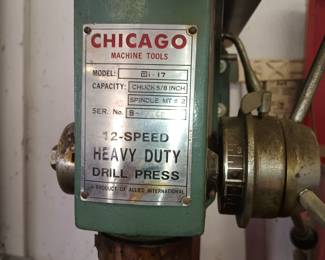 CHICAGO
MACHINE TOOLS
MODEL:
CAPACITY: CHUCK 5/8 INCH
SPINDLE MT # 2
SER. No.
12-SPEED
HEAVY DUTY
DRILL PRESS
A PRODUCT OF ALLIED INTERNATIONAL